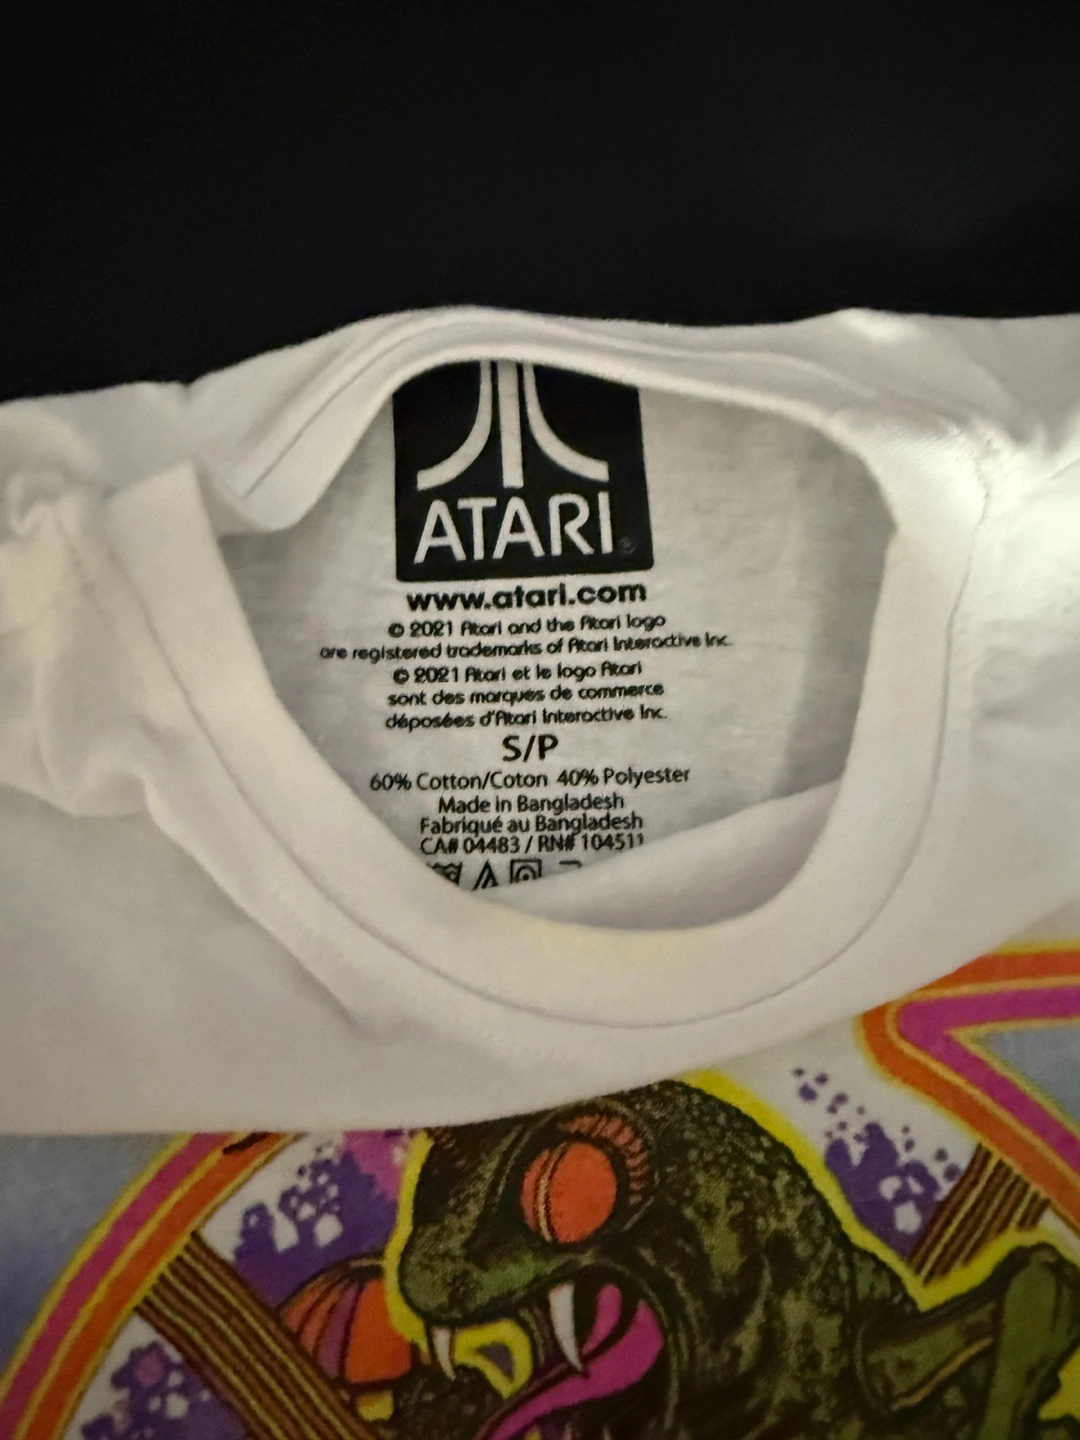 ATARI®
www.atari.com
© 2021 Atari and the Atari logo
are registered trademarks of Atari Interactive Inc.
© 2021 Atari et le logo Atari
sont des marques de commerce
déposées d'Atari Interactive Inc.
S/P
60% Cotton/Coton 40% Polyester
Made in Bangladesh
Fabriqué au Bangladesh
CA# 04483 / RN# 104511